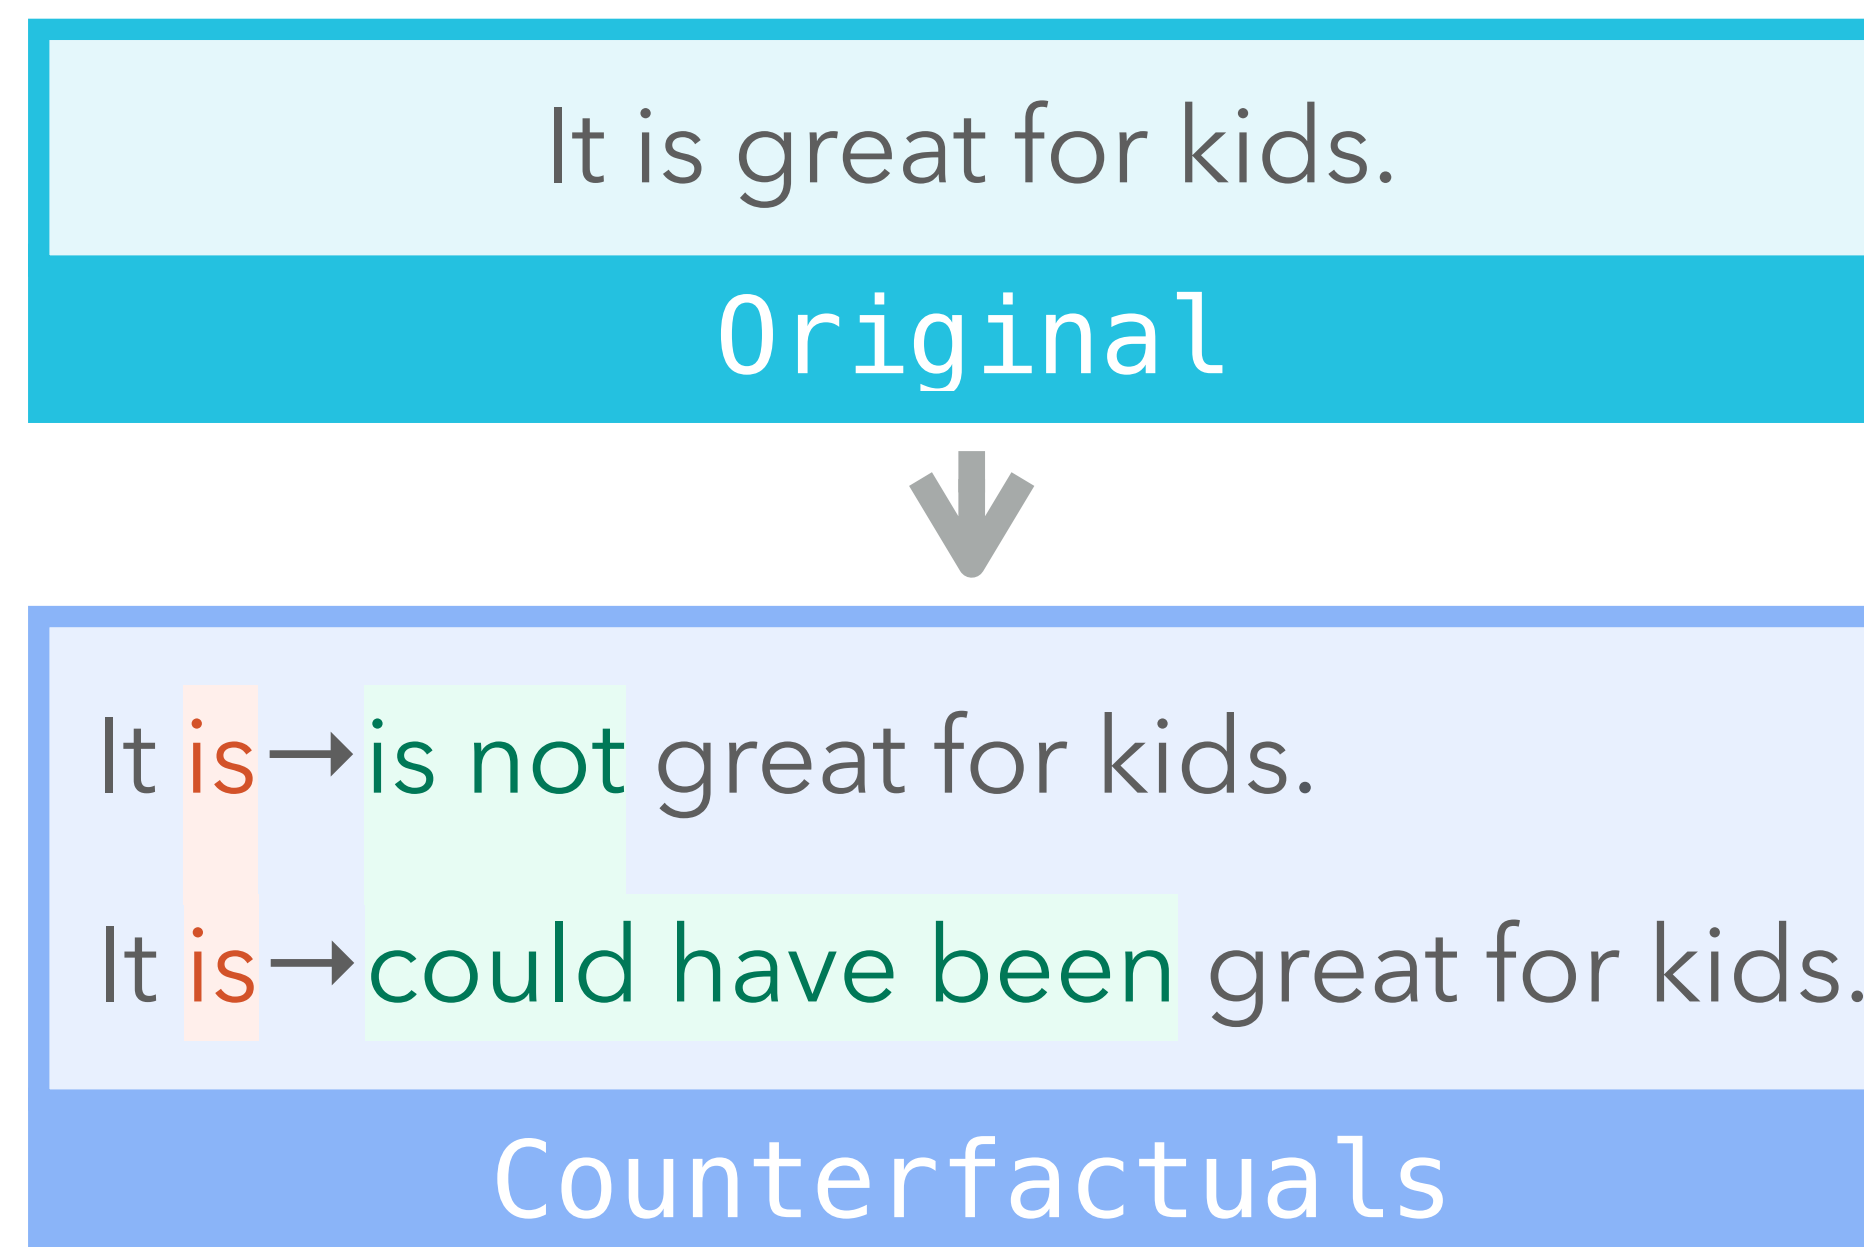 It is great for kids.
Original
It is→is not great for kids.
It is→could have been great for kids.
Counterfactuals